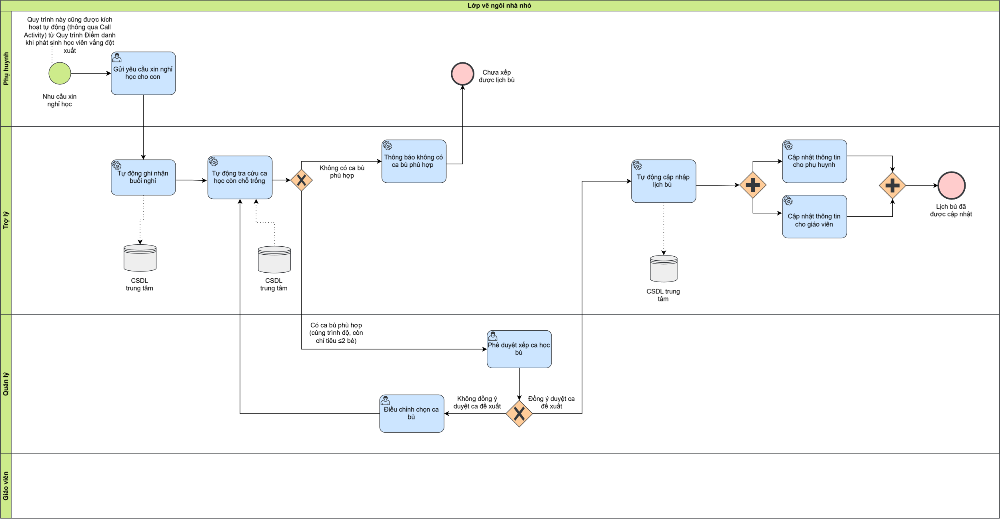 Lớp vẽ ngôi nhà nhỏ
Phụ huynh
Quy trình này cũng được kích
hoạt tự động (thông qua Call
Activity) từ Quy trình Điểm danh
khi phát sinh học viên vắng đột
xuất
Nhu cầu xin
nghỉ học
Gửi yêu cầu xin nghỉ
học cho con
Chưa xếp
được lịch bù
Trợ lý
Tự động ghi nhận
buổi nghỉ
CSDL
trung tâm
Tự động tra cứu ca
học còn chỗ trống
CSDL
trung tâm
Không có ca bù
phù hợp
Thông báo không có
ca bù phù hợp
Tự động cập nhập
lịch bù
CSDL trung
tâm
Cập nhật thông tin
cho phụ huynh
Cập nhật thông tin
cho giáo viên
Lịch bù đã
được cập nhật
Quản lý
Có ca bù phù hợp
(cùng trình độ, còn
chỉ tiêu ≤2 bé)
Phê duyệt xếp ca học
bù
Không đồng ý
duyệt ca đề xuất
Đồng ý duyệt ca
đề xuất
Điều chỉnh chọn ca
bù
Giáo viên